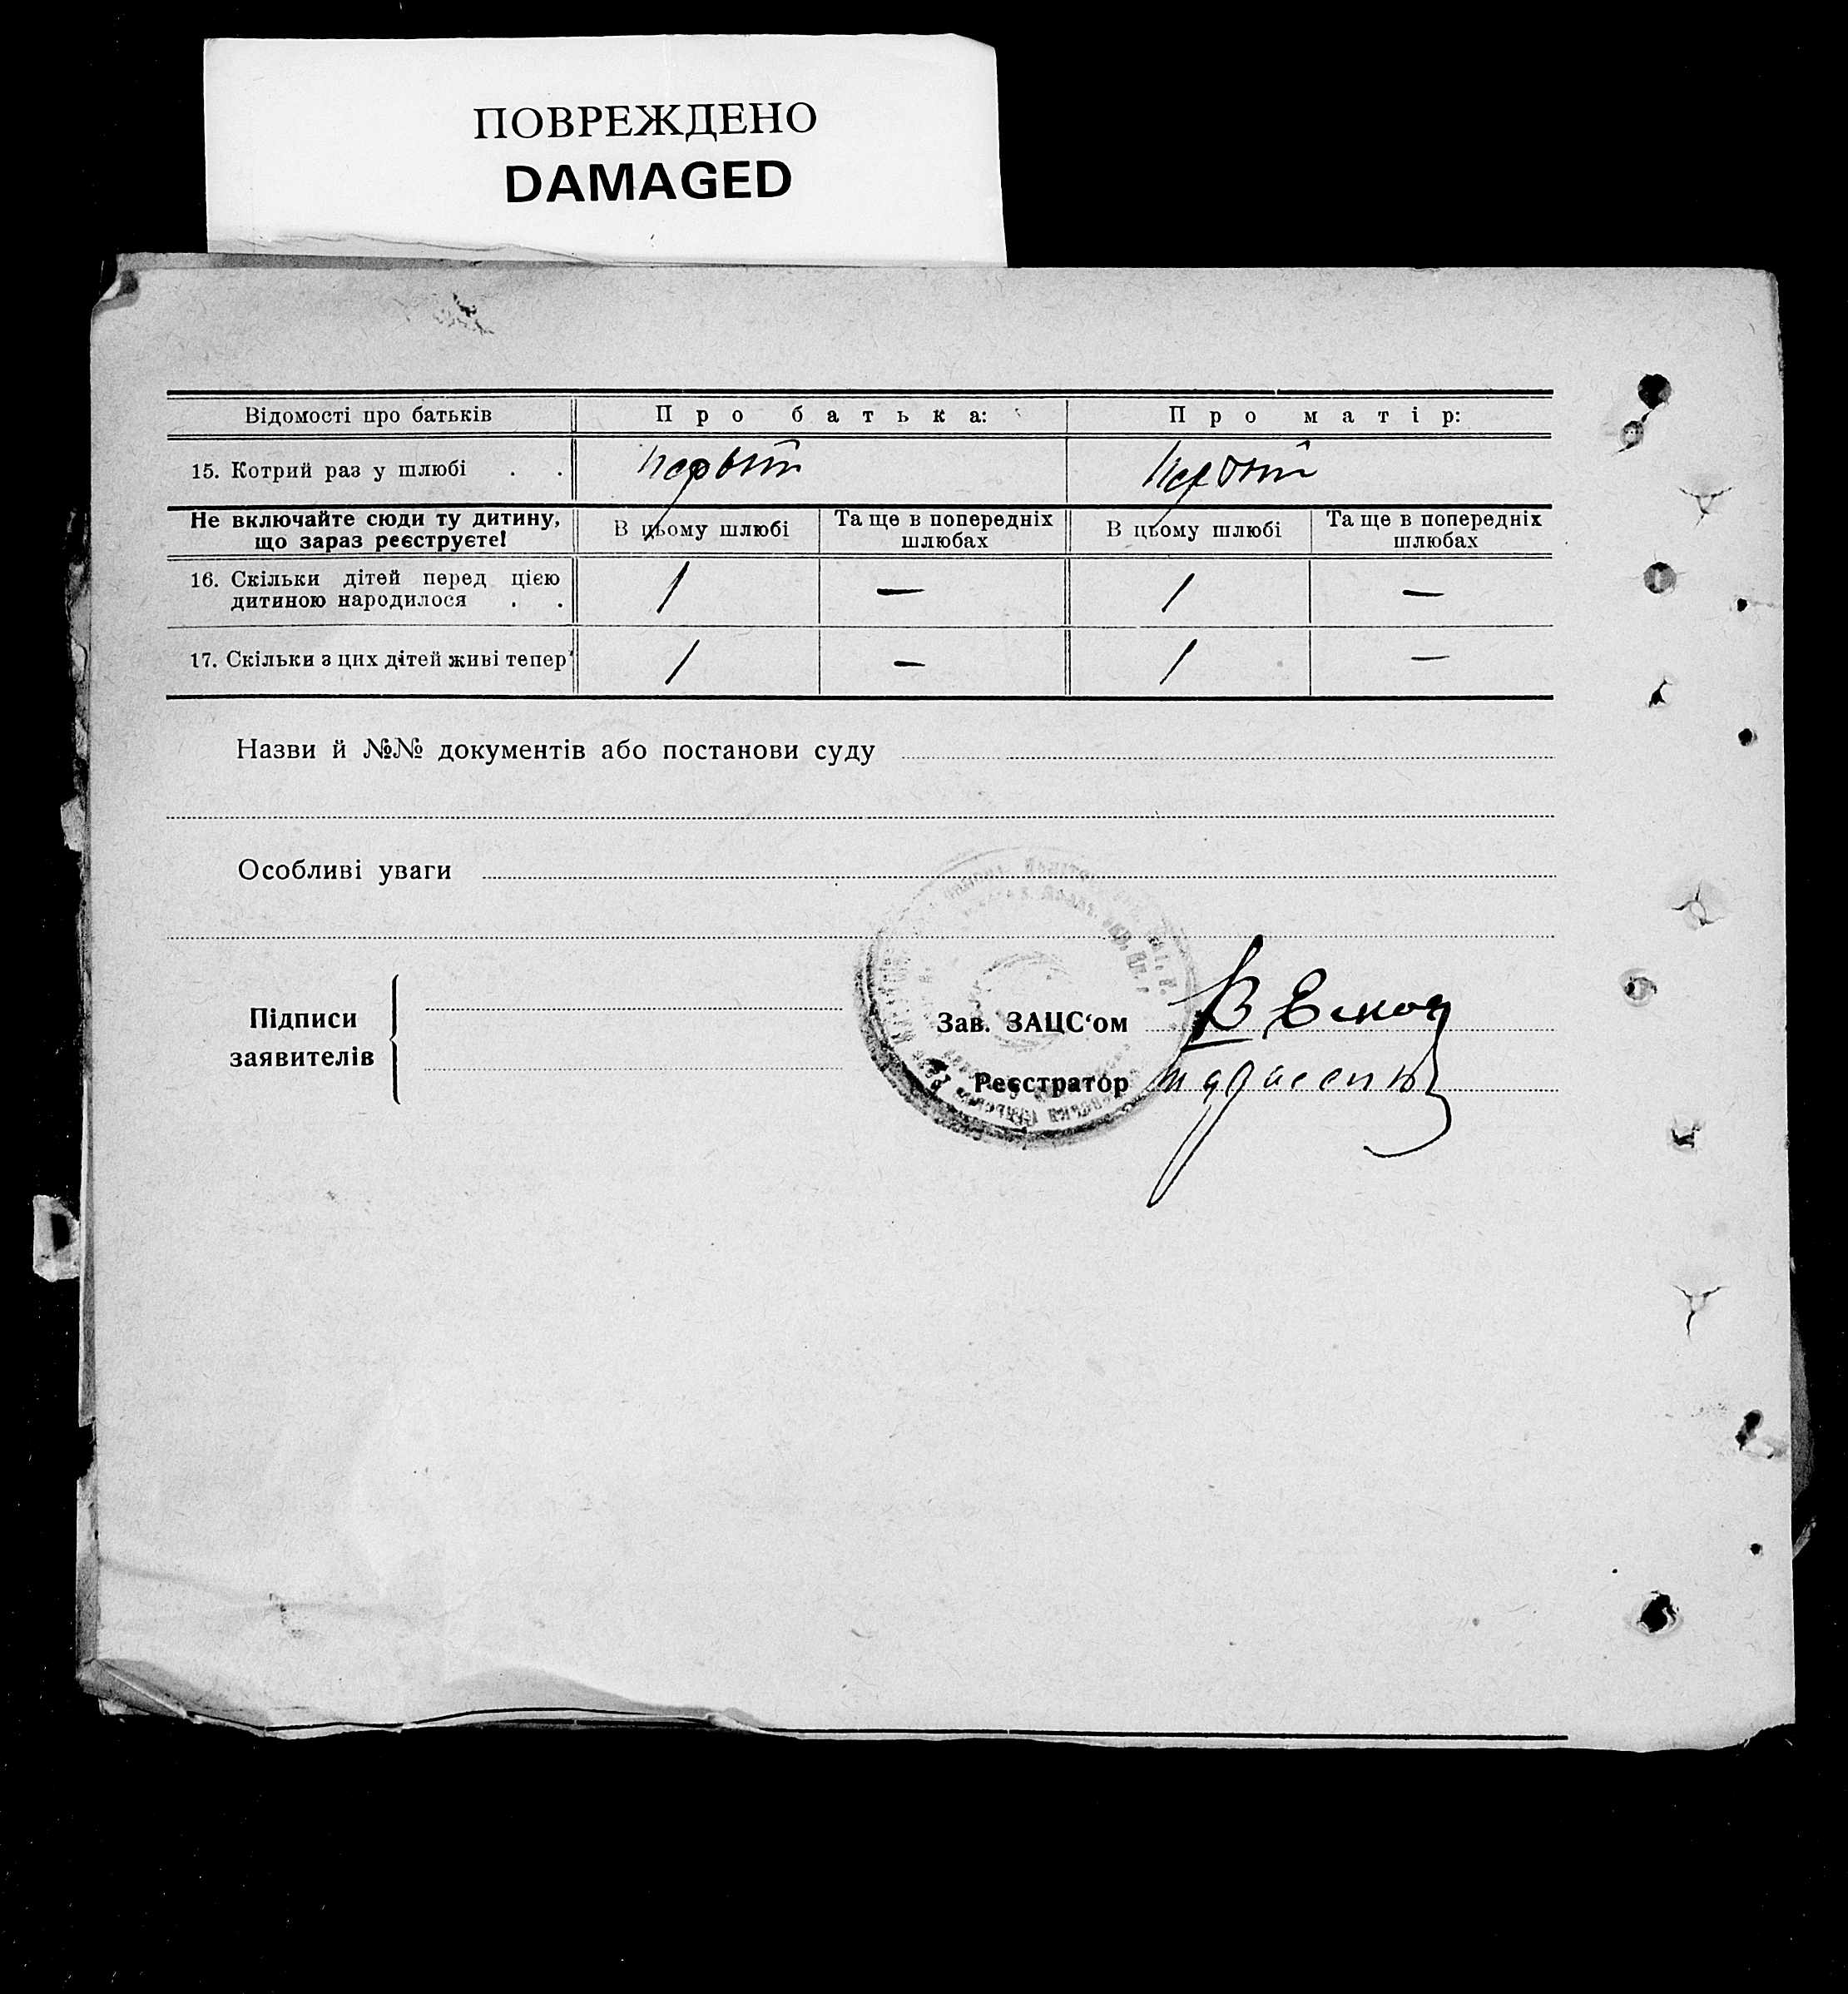 ПОВРЕЖДЕНО
DAMAGED
Відомості про батьків Про батька: Про матір:
15. Котрий раз у шлюбі . . первый первый
Не включайте сюди ту дитину, що зараз реєструєте! В цьому шлюбі Та ще в попередніх шлюбах В цьому шлюбі Та ще в попередніх шлюбах
16. Скільки дітей перед цією дитиною народилося . . 1 — 1 —
17. Скільки з цих дітей живі тепер 1 — 1 —
Назви й №№ документів або постанови суду
Особливі уваги
Підписи заявителів
Зав. ЗАЦС'ом
Реєстратор